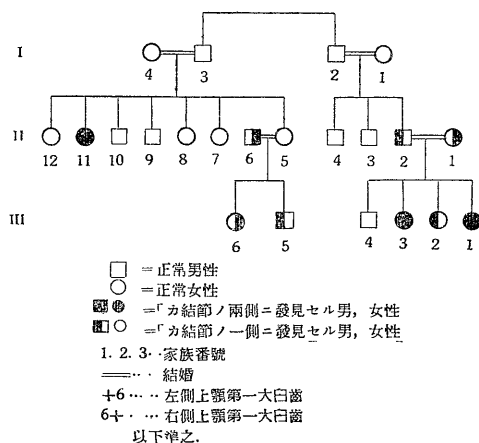 I
4 3 2 1
II
12 11 10 9 8 7 6 5 4 3 2 1
III
6 5 4 3 2 1
=正常男性
=正常女性
=「カ結節ノ兩側ニ發見セル男,女性
=「カ結節ノ一側ニ發見セル男,女性
1. 2. 3··家族番號
···結婚
+6····左側上顎第一大臼齒
6+····右側上顎第一大臼齒
以下準之.